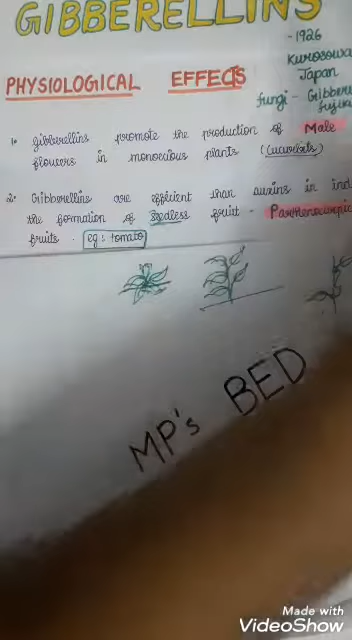 GIBBERELLINS
- 1926
Kurosowa
Japan
fungi - Gibbere
fujik
PHYSIOLOGICAL EFFECTS
1. Gibberellins promote the production of Male
flowers in monoecious plants (cucurbits)
2. Gibberellins are efficient than auxins in ind
the formation of seedless fruit - Parthenocarpic
fruits. eg: tomato
MP's BED
Made with
VideoShow